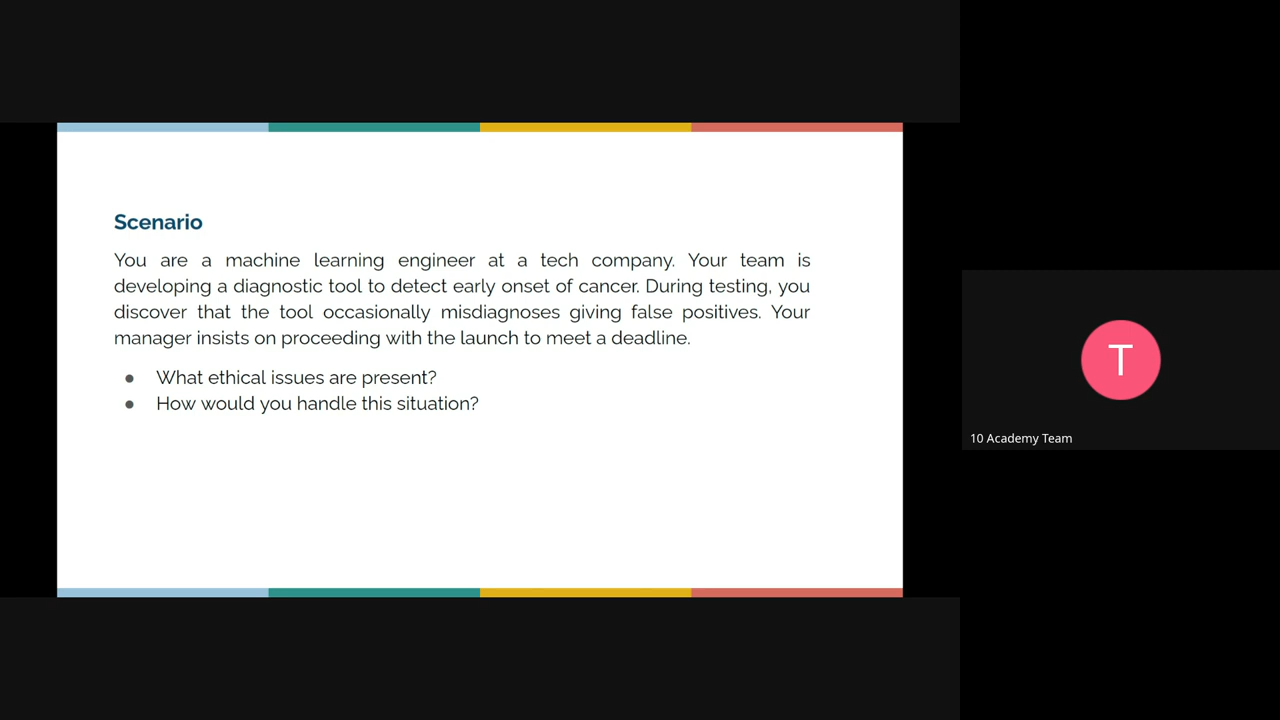 Scenario
You are a machine learning engineer at a tech company. Your team is
developing a diagnostic tool to detect early onset of cancer. During testing, you
discover that the tool occasionally misdiagnoses giving false positives. Your
manager insists on proceeding with the launch to meet a deadline.
● What ethical issues are present?
● How would you handle this situation?
T
10 Academy Team